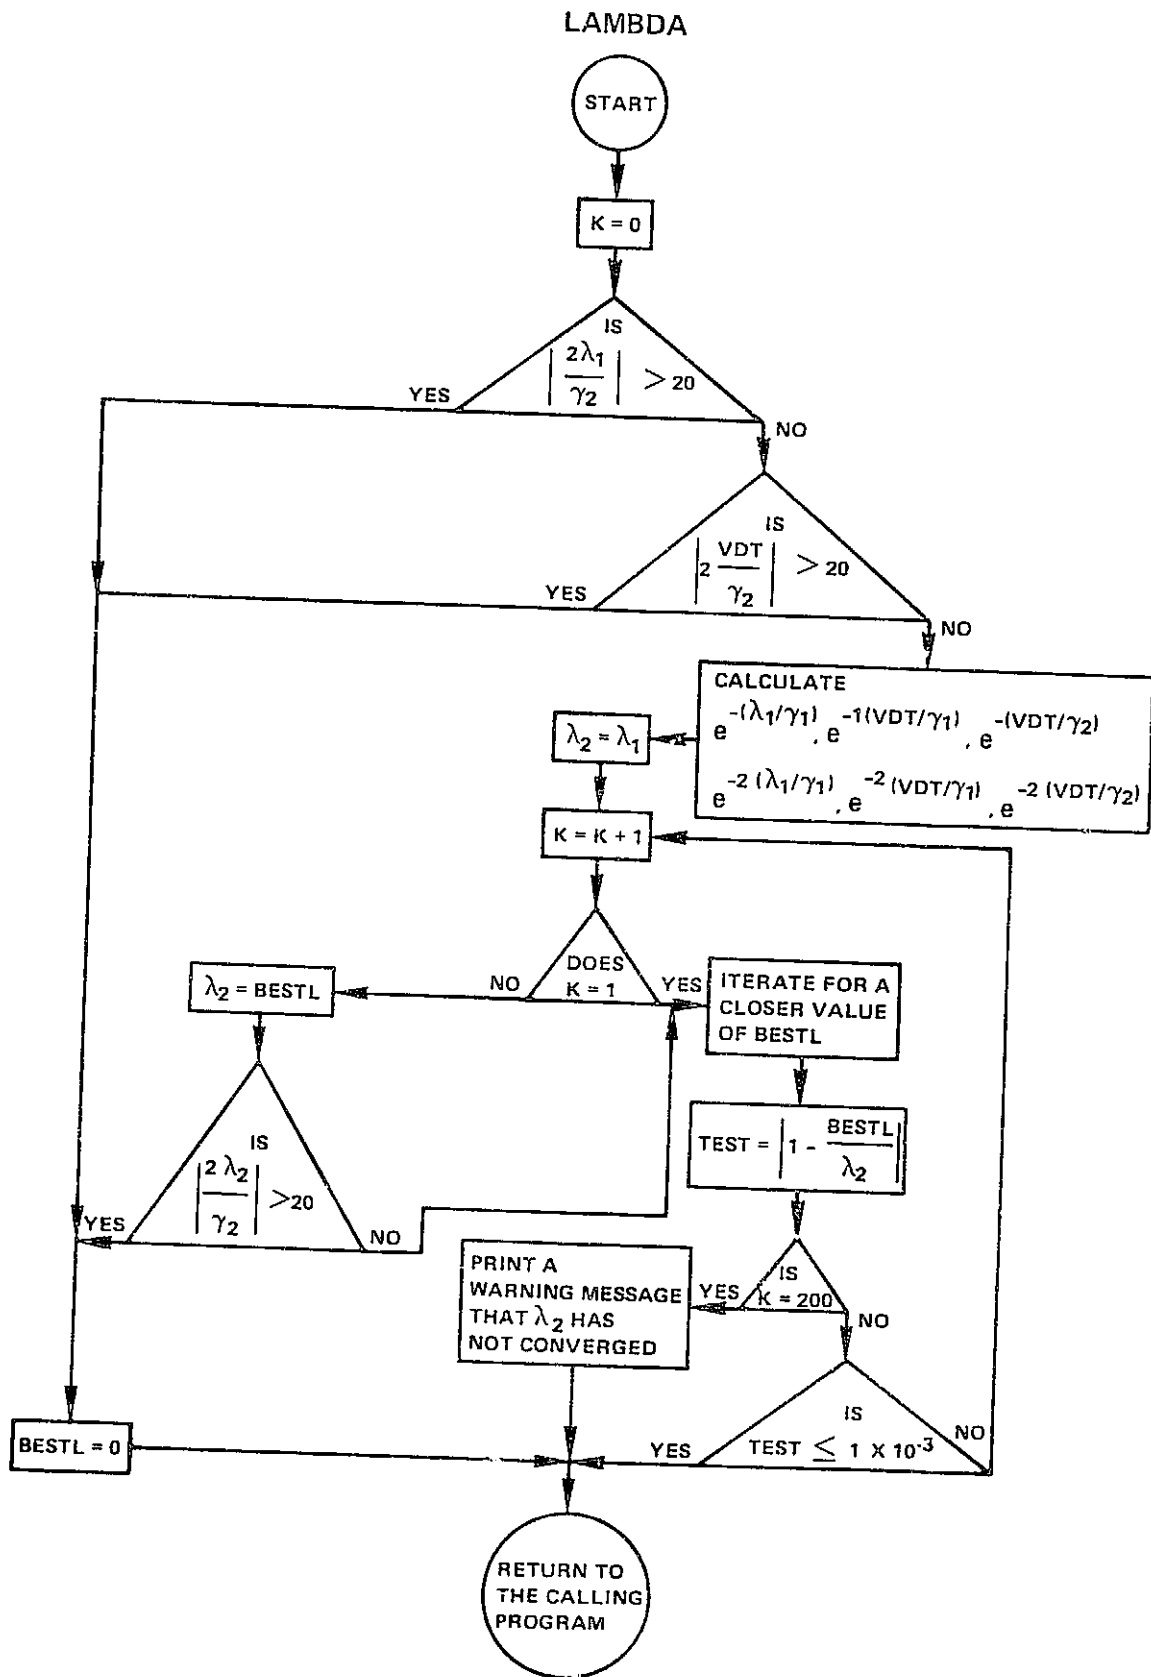 LAMBDA
START
K = 0
IS
| 2λ₁ / γ₂ | > 20
YES
NO
IS
| 2 VDT / γ₂ | > 20
YES
NO
CALCULATE
e^-(λ₁/γ₁), e^-1(VDT/γ₁), e^-(VDT/γ₂)
e^-2 (λ₁/γ₁), e^-2 (VDT/γ₁), e^-2 (VDT/γ₂)
λ₂ = λ₁
K = K + 1
DOES
K = 1
NO
YES
λ₂ = BESTL
ITERATE FOR A
CLOSER VALUE
OF BESTL
IS
| 2 λ₂ / γ₂ | >20
YES
NO
TEST = | 1 - BESTL / λ₂ |
IS
K = 200
YES
NO
PRINT A
WARNING MESSAGE
THAT λ₂ HAS
NOT CONVERGED
IS
TEST ≤ 1 X 10⁻³
YES
NO
BESTL = 0
RETURN TO
THE CALLING
PROGRAM